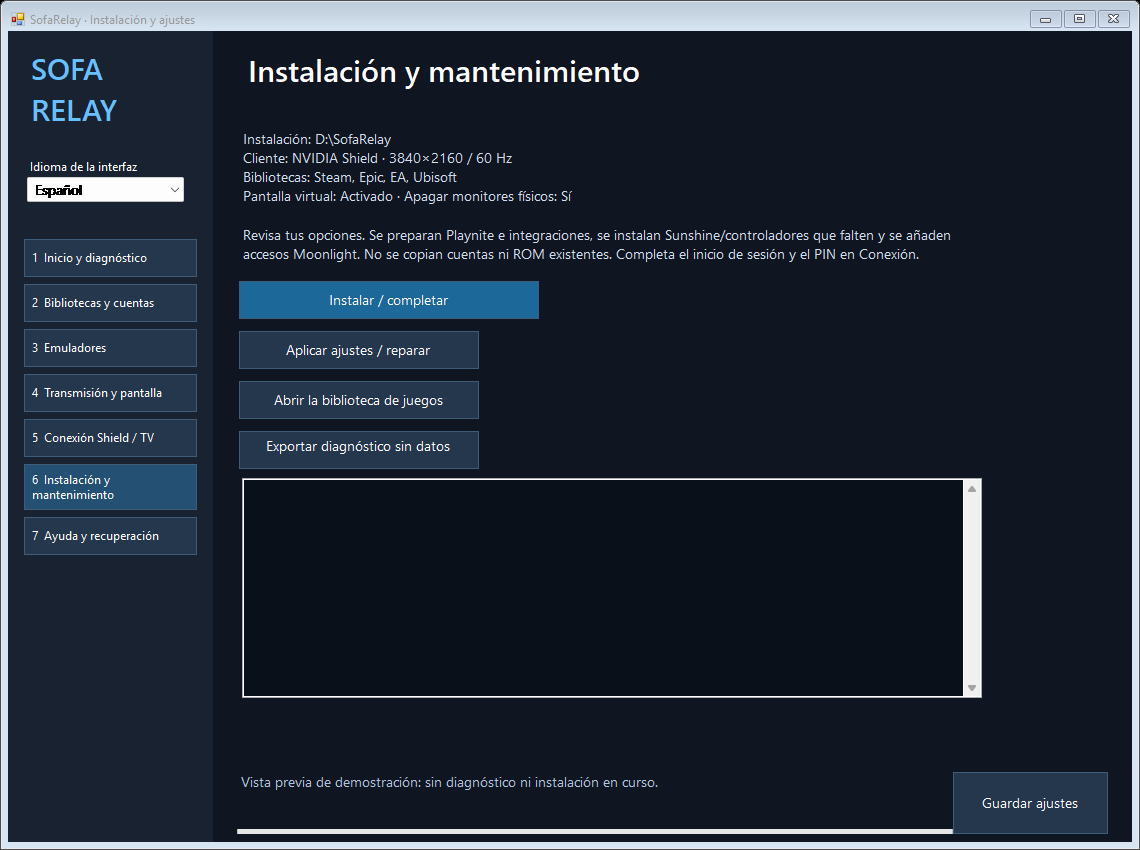 SofaRelay · Instalación y ajustes
SOFA
RELAY
Idioma de la interfaz
Español
1 Inicio y diagnóstico
2 Bibliotecas y cuentas
3 Emuladores
4 Transmisión y pantalla
5 Conexión Shield / TV
6 Instalación y
mantenimiento
7 Ayuda y recuperación
Instalación y mantenimiento
Instalación: D:\SofaRelay
Cliente: NVIDIA Shield · 3840×2160 / 60 Hz
Bibliotecas: Steam, Epic, EA, Ubisoft
Pantalla virtual: Activado · Apagar monitores físicos: Sí
Revisa tus opciones. Se preparan Playnite e integraciones, se instalan Sunshine/controladores que falten y se añaden
accesos Moonlight. No se copian cuentas ni ROM existentes. Completa el inicio de sesión y el PIN en Conexión.
Instalar / completar
Aplicar ajustes / reparar
Abrir la biblioteca de juegos
Exportar diagnóstico sin datos
Vista previa de demostración: sin diagnóstico ni instalación en curso.
Guardar ajustes